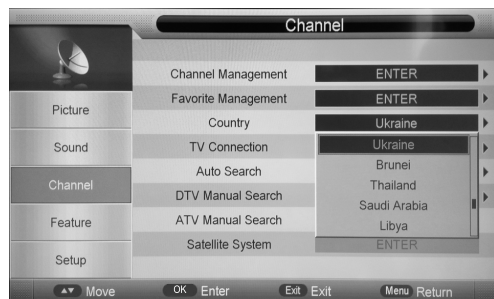 Channel
Picture
Sound
Channel
Feature
Setup
Channel Management ENTER
Favorite Management ENTER
Country Ukraine
TV Connection
Auto Search
DTV Manual Search
ATV Manual Search
Satellite System ENTER
Ukraine
Brunei
Thailand
Saudi Arabia
Libya
Move OK Enter Exit Exit Menu Return